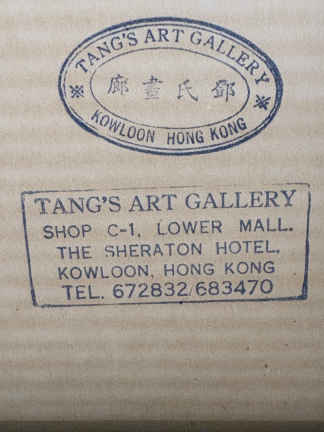 TANG'S ART GALLERY
廊畫氏鄧
KOWLOON HONG KONG
TANG'S ART GALLERY
SHOP C-1, LOWER MALL.
THE SHERATON HOTEL,
KOWLOON, HONG KONG
TEL. 672832/683470